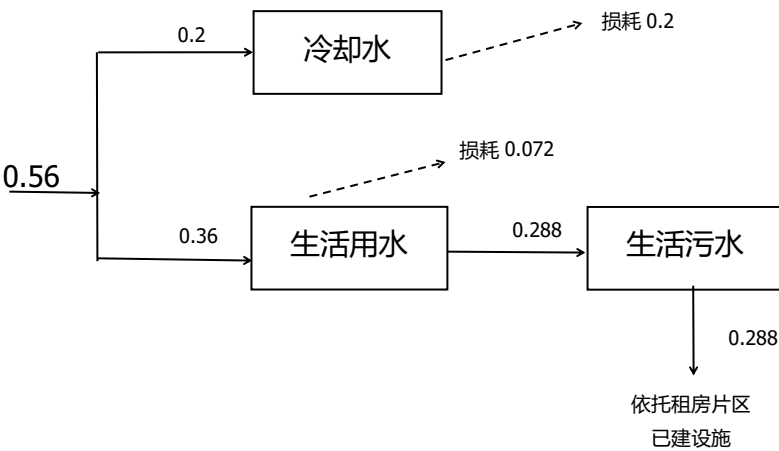 0.2
冷却水
损耗 0.2
0.56
损耗 0.072
0.36
生活用水
0.288
生活污水
0.288
依托租房片区
已建设施